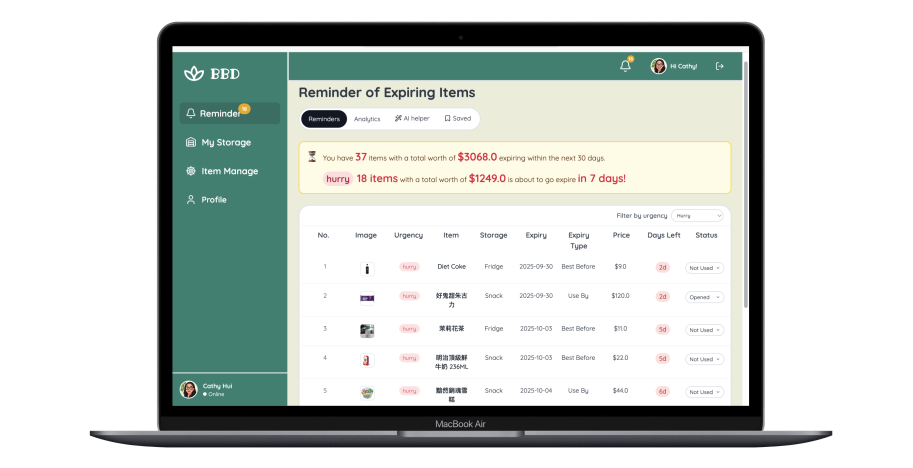 BBD
Hi Cathy!
Reminder
My Storage
Item Manage
Profile
Cathy Hui
Online
Reminder of Expiring Items
Reminders Analytics AI helper Saved
You have 37 items with a total worth of $3068.0 expiring within the next 30 days.
hurry 18 items with a total worth of $1249.0 is about to go expire in 7 days!
Filter by urgency Hurry
No. Image Urgency Item Storage Expiry Expiry Type Price Days Left Status
1 hurry Diet Coke Fridge 2025-09-30 Best Before $9.0 2d Not Used
2 hurry 好鬼甜朱古力 Snack 2025-09-30 Use By $120.0 2d Opened
3 hurry 茉莉花茶 Fridge 2025-10-03 Best Before $11.0 5d Not Used
4 hurry 明治頂級鮮牛奶 236ML Snack 2025-10-03 Best Before $22.0 5d Not Used
5 hurry 黯然銷魂雪糕 Snack 2025-10-04 Use By $44.0 6d Not Used
MacBook Air